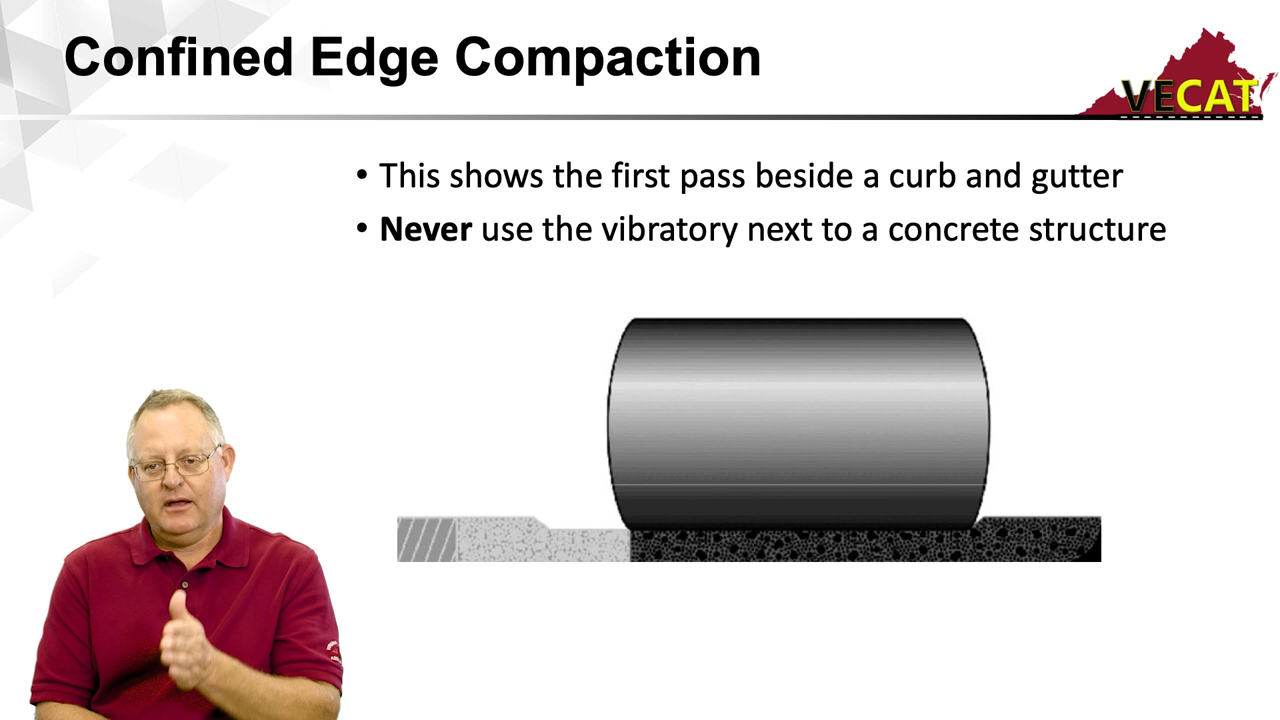 Confined Edge Compaction
VECAT
• This shows the first pass beside a curb and gutter
• Never use the vibratory next to a concrete structure